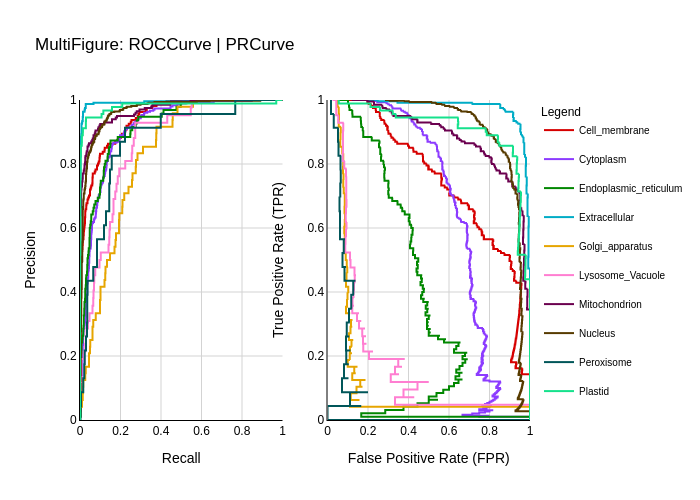 MultiFigure: ROCCurve | PRCurve
Precision
1
0.8
0.6
0.4
0.2
0
0 0.2 0.4 0.6 0.8 1
Recall
True Positive Rate (TPR)
1
0.8
0.6
0.4
0.2
0
0 0.2 0.4 0.6 0.8 1
False Positive Rate (FPR)
Legend
Cell_membrane
Cytoplasm
Endoplasmic_reticulum
Extracellular
Golgi_apparatus
Lysosome_Vacuole
Mitochondrion
Nucleus
Peroxisome
Plastid